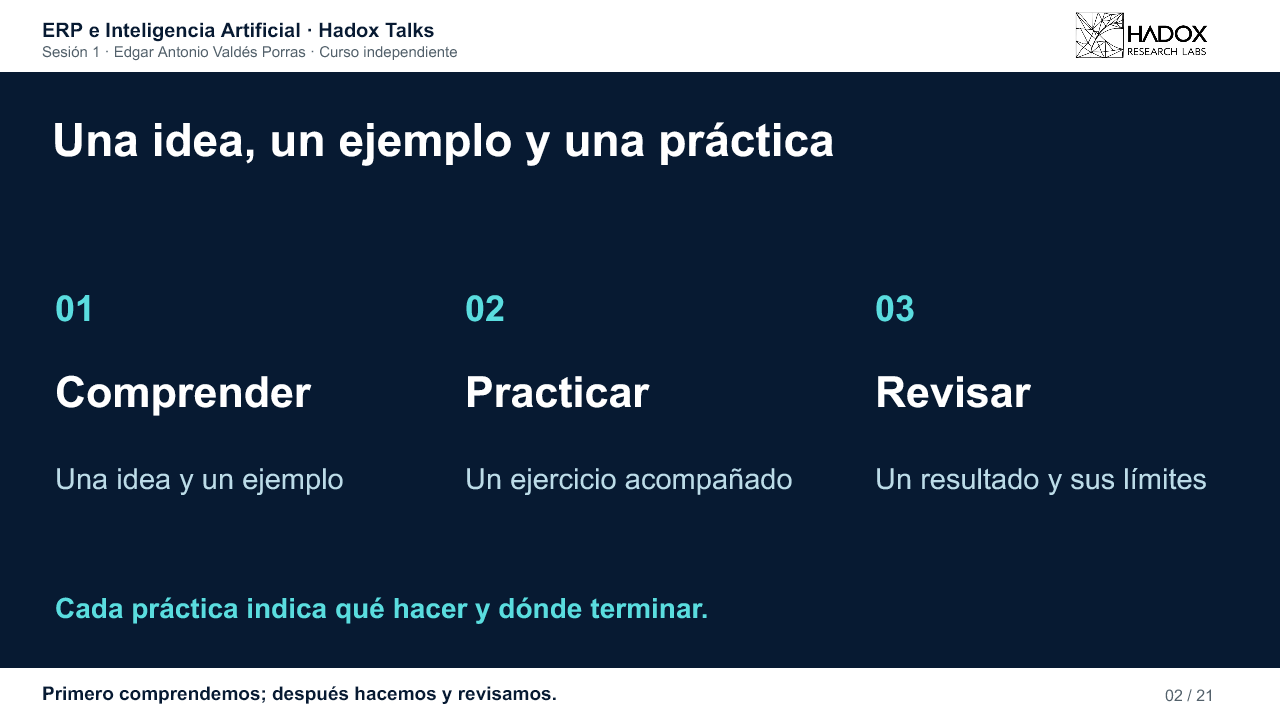 ERP e Inteligencia Artificial · Hadox Talks
Sesión 1 · Edgar Antonio Valdés Porras · Curso independiente
HADOX
RESEARCH LABS
Una idea, un ejemplo y una práctica
01
Comprender
Una idea y un ejemplo
02
Practicar
Un ejercicio acompañado
03
Revisar
Un resultado y sus límites
Cada práctica indica qué hacer y dónde terminar.
Primero comprendemos; después hacemos y revisamos.
02 / 21